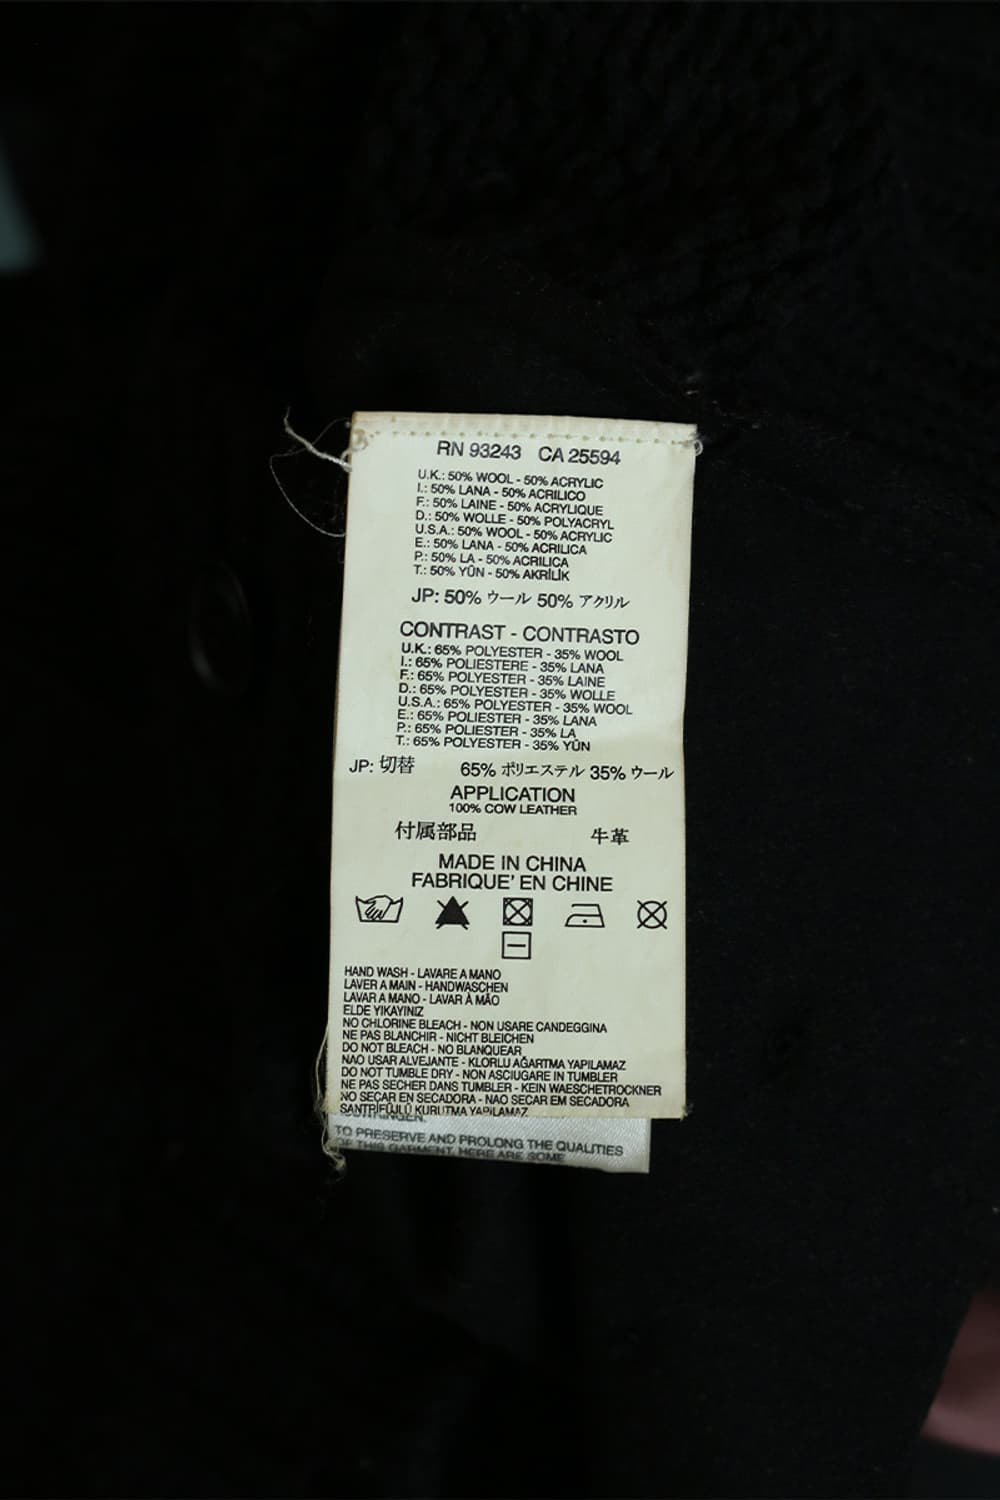 RN 93243 CA 25594
U.K.: 50% WOOL - 50% ACRYLIC
I.: 50% LANA - 50% ACRILICO
F.: 50% LAINE - 50% ACRYLIQUE
D.: 50% WOLLE - 50% POLYACRYL
U.S.A.: 50% WOOL - 50% ACRYLIC
E.: 50% LANA - 50% ACRILICA
P.: 50% LA - 50% ACRILICA
T.: 50% YÜN - 50% AKRİLİK
JP: 50% ウール 50% アクリル
CONTRAST - CONTRASTO
U.K.: 65% POLYESTER - 35% WOOL
I.: 65% POLIESTERE - 35% LANA
F.: 65% POLYESTER - 35% LAINE
D.: 65% POLYESTER - 35% WOLLE
U.S.A.: 65% POLYESTER - 35% WOOL
E.: 65% POLIESTER - 35% LANA
P.: 65% POLIESTER - 35% LA
T.: 65% POLYESTER - 35% YÜN
JP: 切替 65% ポリエステル 35% ウール
APPLICATION
100% COW LEATHER
付属部品 牛革
MADE IN CHINA
FABRIQUE' EN CHINE
HAND WASH - LAVARE A MANO
LAVER A MAIN - HANDWASCHEN
LAVAR A MANO - LAVAR À MÃO
ELDE YIKAYINIZ
NO CHLORINE BLEACH - NON USARE CANDEGGINA
NE PAS BLANCHIR - NICHT BLEICHEN
DO NOT BLEACH - NO BLANQUEAR
NAO USAR ALVEJANTE - KLORLU AĞARTMA YAPILAMAZ
DO NOT TUMBLE DRY - NON ASCIUGARE IN TUMBLER
NE PAS SECHER DANS TUMBLER - KEIN WAESCHETROCKNER
NO SECAR EN SECADORA - NAO SECAR EM SECADORA
SANTRİFÜJLÜ KURUTMA YAPILAMAZ
TO PRESERVE AND PROLONG THE QUALITIES
OF THIS GARMENT, HERE ARE SOME